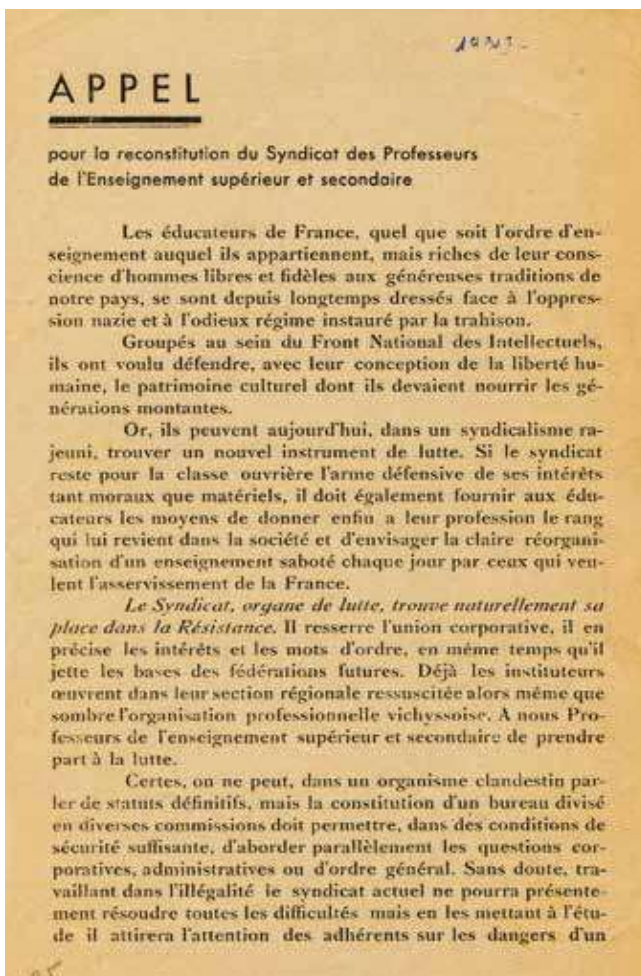 1943-
APPEL
pour la reconstitution du Syndicat des Professeurs
de l'Enseignement supérieur et secondaire
Les éducateurs de France, quel que soit l'ordre d'en-
seignement auquel ils appartiennent, mais riches de leur cons-
cience d'hommes libres et fidèles aux généreuses traditions de
notre pays, se sont depuis longtemps dressés face à l'oppres-
sion nazie et à l'odieux régime instauré par la trahison.
Groupés au sein du Front National des Intellectuels,
ils ont voulu défendre, avec leur conception de la liberté hu-
maine, le patrimoine culturel dont ils devaient nourrir les gé-
nérations montantes.
Or, ils peuvent aujourd'hui, dans un syndicalisme ra-
jeuni, trouver un nouvel instrument de lutte. Si le syndicat
reste pour la classe ouvrière l'arme défensive de ses intérêts
tant moraux que matériels, il doit également fournir aux édu-
cateurs les moyens de donner enfin a leur profession le rang
qui lui revient dans la société et d'envisager la claire réorgani-
sation d'un enseignement saboté chaque jour par ceux qui veu-
lent l'asservissement de la France.
Le Syndicat, organe de lutte, trouve naturellement sa
place dans la Résistance. Il resserre l'union corporative, il en
précise les intérêts et les mots d'ordre, en même temps qu'il
jette les bases des fédérations futures. Déjà les instituteurs
œuvrent dans leur section régionale ressuscitée alors même que
sombre l'organisation professionnelle vichyssoise. A nous Pro-
fesseurs de l'enseignement supérieur et secondaire de prendre
part à la lutte.
Certes, on ne peut, dans un organisme clandestin par-
ler de statuts définitifs, mais la constitution d'un bureau divisé
en diverses commissions doit permettre, dans des conditions de
sécurité suffisante, d'aborder parallèlement les questions cor-
poratives, administratives ou d'ordre général. Sans doute, tra-
vaillant dans l'illégalité le syndicat actuel ne pourra présente-
ment résoudre toutes les difficultés mais en les mettant à l'étu-
de il attirera l'attention des adhérents sur les dangers d'un